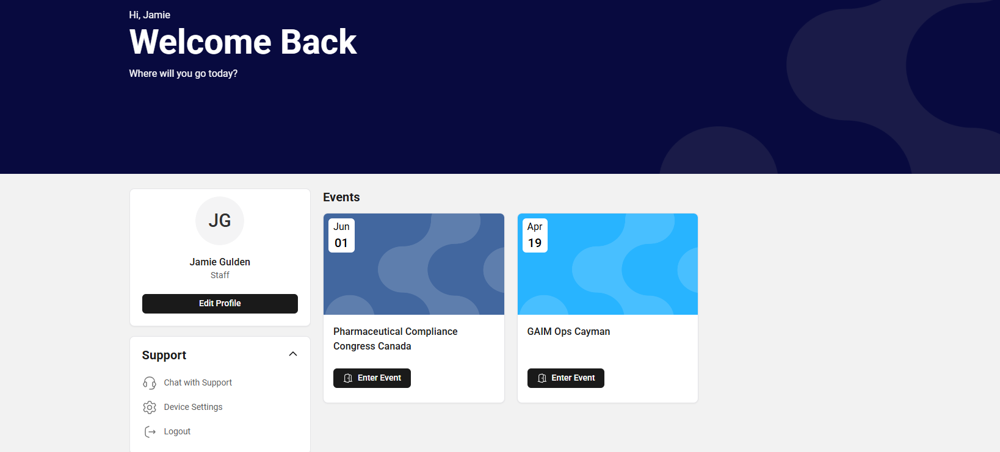 Hi, Jamie
Welcome Back
Where will you go today?
JG
Jamie Gulden
Staff
Edit Profile
Support
Chat with Support
Device Settings
Logout
Events
Jun
01
Pharmaceutical Compliance
Congress Canada
Enter Event
Apr
19
GAIM Ops Cayman
Enter Event